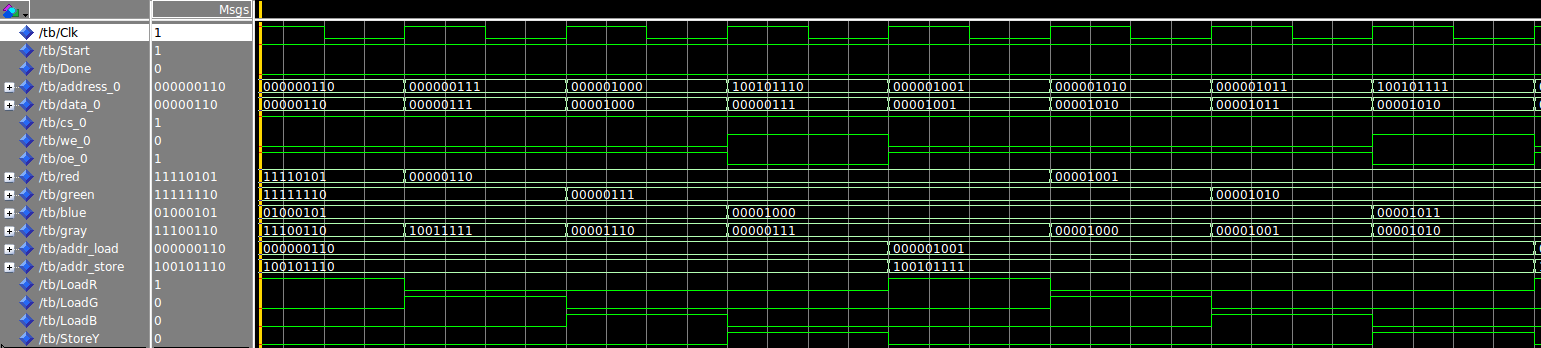 Msgs
/tb/Clk 1
/tb/Start 1
/tb/Done 0
/tb/address_0 000000110 000000110 000000111 000001000 100101110 000001001 000001010 000001011 100101111
/tb/data_0 00000110 00000110 00000111 00001000 00000111 00001001 00001010 00001011 00001010
/tb/cs_0 1
/tb/we_0 0
/tb/oe_0 1
/tb/red 11110101 11110101 00000110 00001001
/tb/green 11111110 11111110 00000111 00001010
/tb/blue 01000101 01000101 00001000 00001011
/tb/gray 11100110 11100110 10011111 00001110 00000111 00001000 00001001 00001010
/tb/addr_load 000000110 000000110 000001001
/tb/addr_store 100101110 100101110 100101111
/tb/LoadR 1
/tb/LoadG 0
/tb/LoadB 0
/tb/StoreY 0